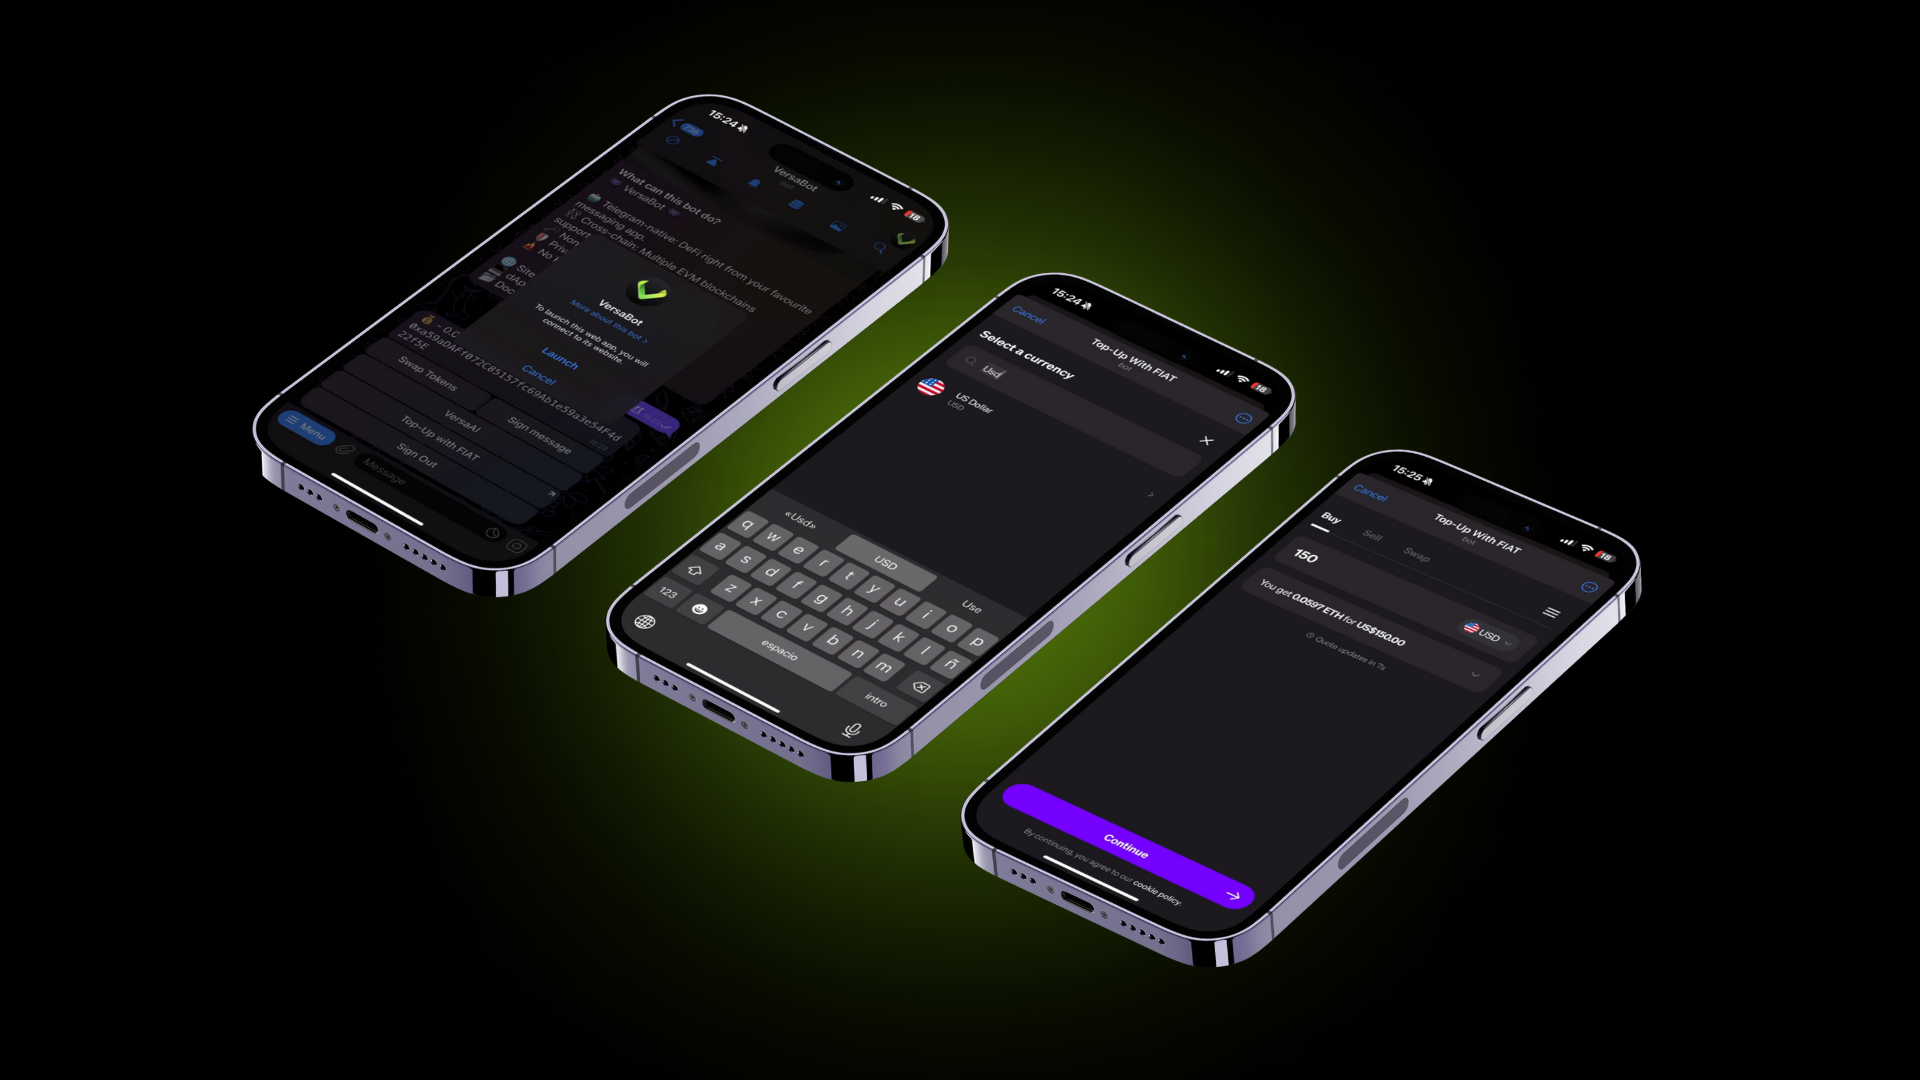 15:24
736
VersaBot
bot
18
What can this bot do?
VersaBot
Telegram-native: DeFi right from your favourite
messaging app.
Cross-chain: Multiple EVM blockchains
support
Non
Priv
No
Site
dAp
Doc
VersaBot
More about this bot >
To launch this web app, you will
connect to its website.
Launch
Cancel
0xa59aDAFf072C85157fc69Ab1e59a3e54F4d
22f5E
Swap Tokens
Sign message
VersaAI
Top-Up with FIAT
Sign Out
Menu
Message
15:24
18
Cancel
Top-Up With FIAT
bot
Select a currency
Usd
US Dollar
USD
«Usd»
USD
Use
q w e r t y u i o p
a s d f g h j k l ñ
z x c v b n m
123
espacio
intro
15:25
18
Cancel
Top-Up With FIAT
bot
Buy
Sell
Swap
150
USD
You get 0.0597 ETH for US$150.00
Quote updates in 7s
Continue
By continuing, you agree to our cookie policy.